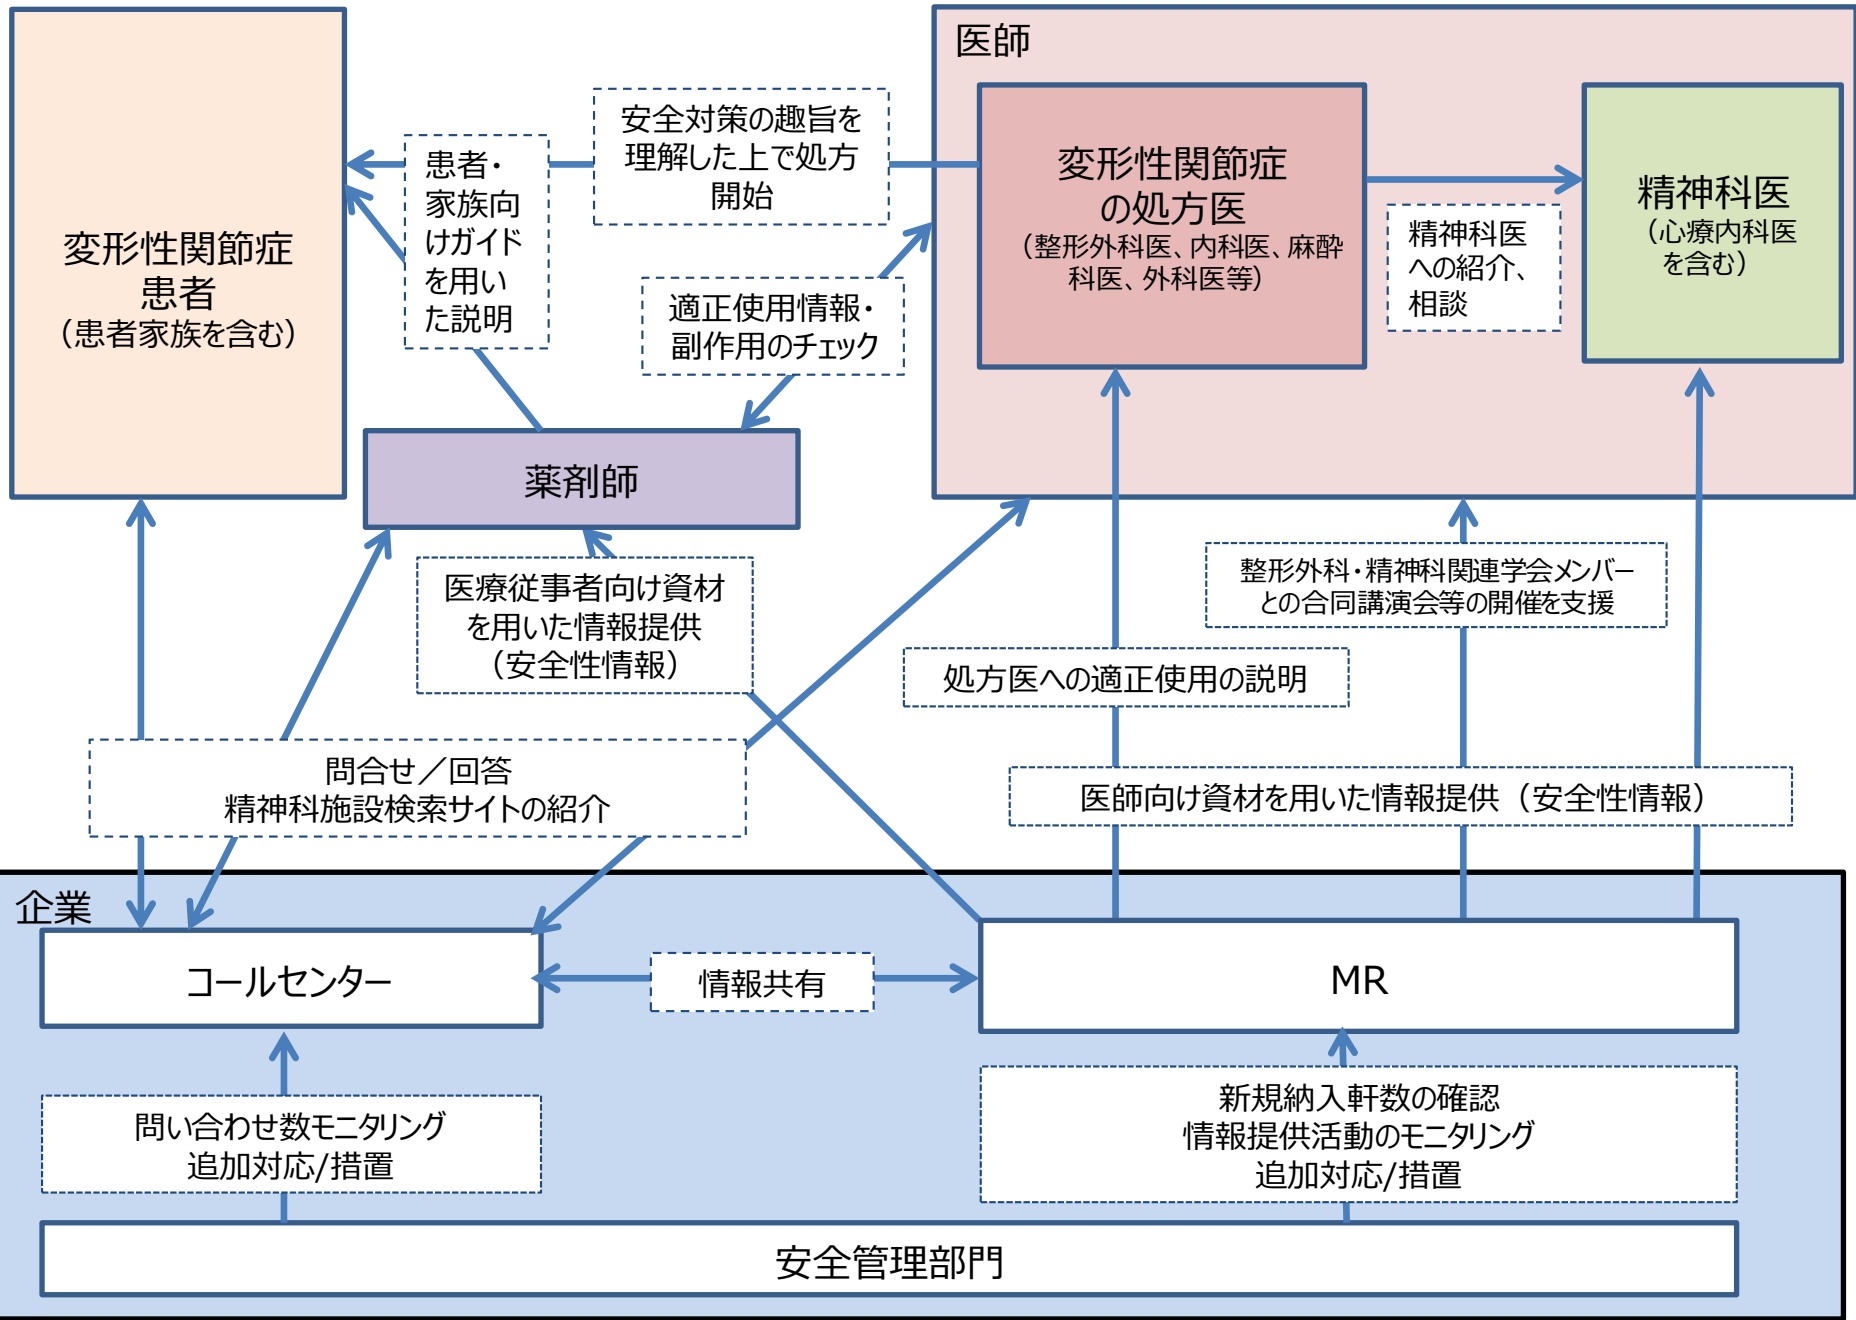 医師
安全対策の趣旨を
理解した上で処方
開始
患者・
家族向
けガイド
を用い
た説明
変形性関節症
患者
（患者家族を含む）
変形性関節症
の処方医
（整形外科医、内科医、麻酔
科医、外科医等）
精神科医
（心療内科医
を含む）
精神科医
への紹介、
相談
適正使用情報・
副作用のチェック
薬剤師
医療従事者向け資材
を用いた情報提供
（安全性情報）
整形外科・精神科関連学会メンバー
との合同講演会等の開催を支援
処方医への適正使用の説明
問合せ／回答
精神科施設検索サイトの紹介
医師向け資材を用いた情報提供（安全性情報）
企業
コールセンター
情報共有
MR
問い合わせ数モニタリング
追加対応/措置
新規納入軒数の確認
情報提供活動のモニタリング
追加対応/措置
安全管理部門